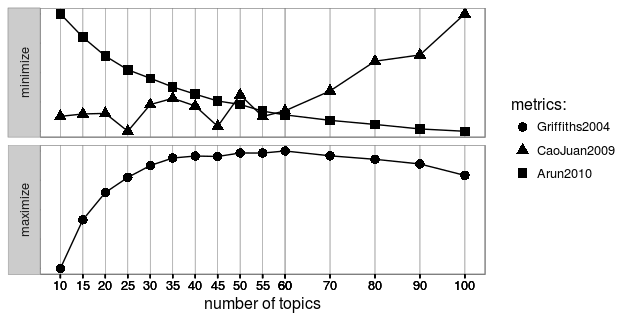 minimize
maximize
10 15 20 25 30 35 40 45 50 55 60 70 80 90 100
number of topics
metrics:
Griffiths2004
CaoJuan2009
Arun2010